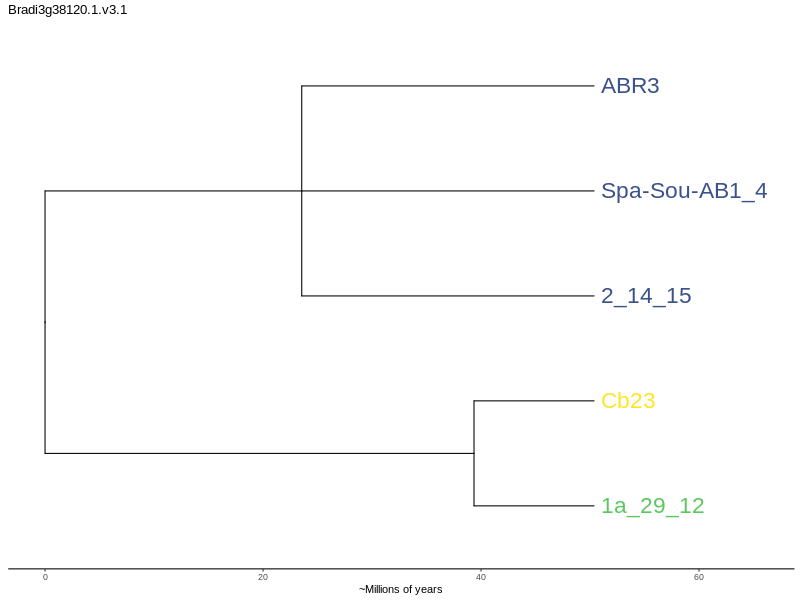 Bradi3g38120.1.v3.1
ABR3
Spa-Sou-AB1_4
2_14_15
Cb23
1a_29_12
0 20 40 60
~Millions of years